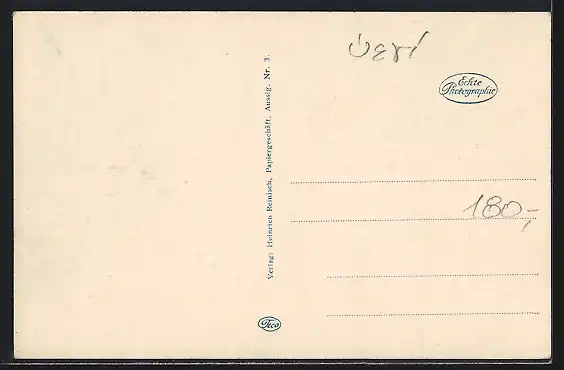 Echte
Photographie
Verlag: Heinrich Reinisch, Papiergeschäft, Aussig. Nr. 3.
180,-
Teco